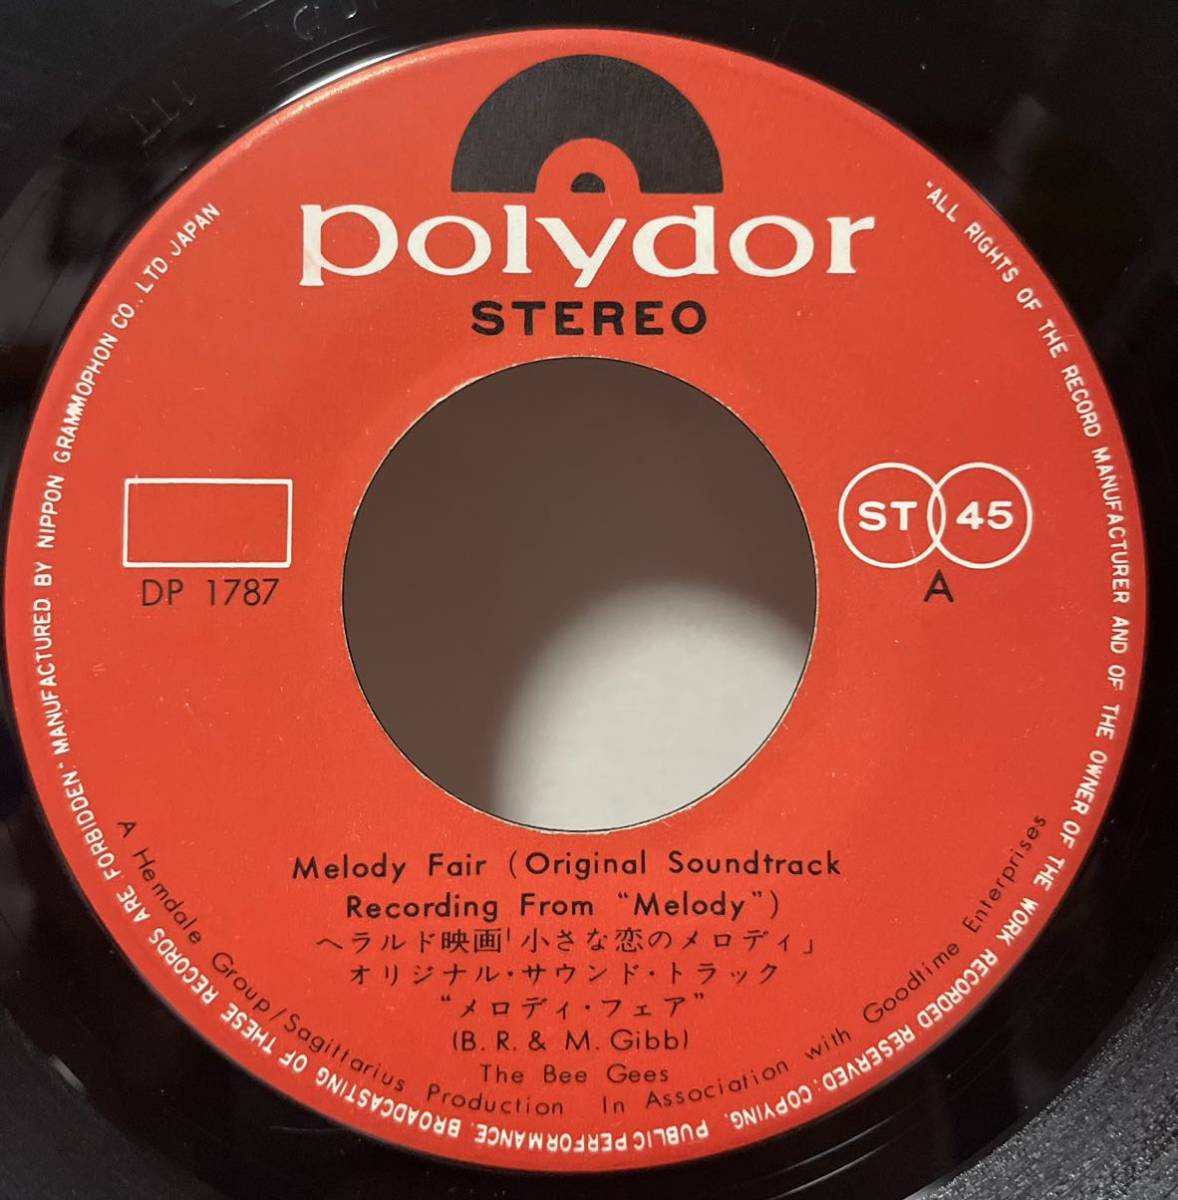 polydor
STEREO
ST 45
A
DP 1787
Melody Fair (Original Soundtrack
Recording From "Melody")
ヘラルド映画「小さな恋のメロディ」
オリジナル・サウンド・トラック
"メロディ・フェア"
(B. R. & M. Gibb)
The Bee Gees
A Hemdale Group/Sagittarius Production In Association with Goodtime Enterprises
"ALL RIGHTS OF THE RECORD MANUFACTURER AND OF THE OWNER OF THE WORK RECORDED RESERVED. COPYING, PUBLIC PERFORMANCE, BROADCASTING OF THESE RECORDS ARE FORBIDDEN." MANUFACTURED BY NIPPON GRAMMOPHON CO., LTD. JAPAN